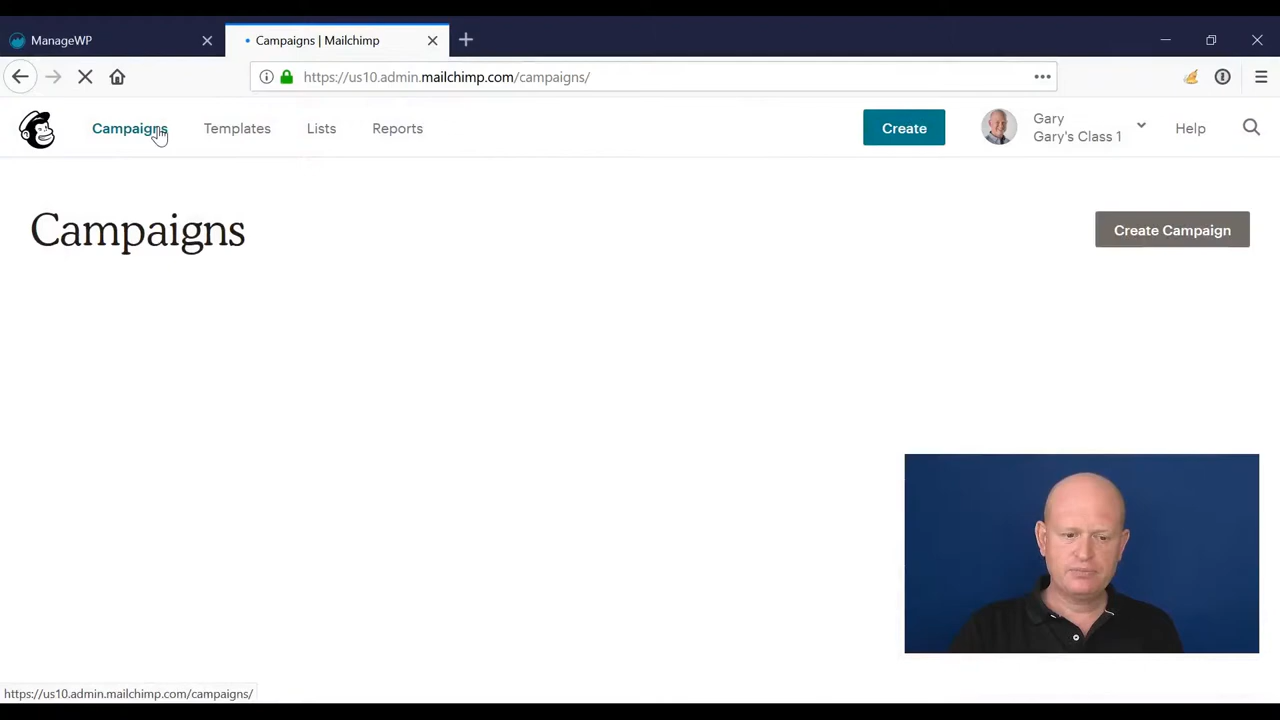 ManageWP
Campaigns | Mailchimp
https://us10.admin.mailchimp.com/campaigns/
Campaigns
Templates
Lists
Reports
Create
Gary
Gary's Class 1
Help
Campaigns
Create Campaign
https://us10.admin.mailchimp.com/campaigns/